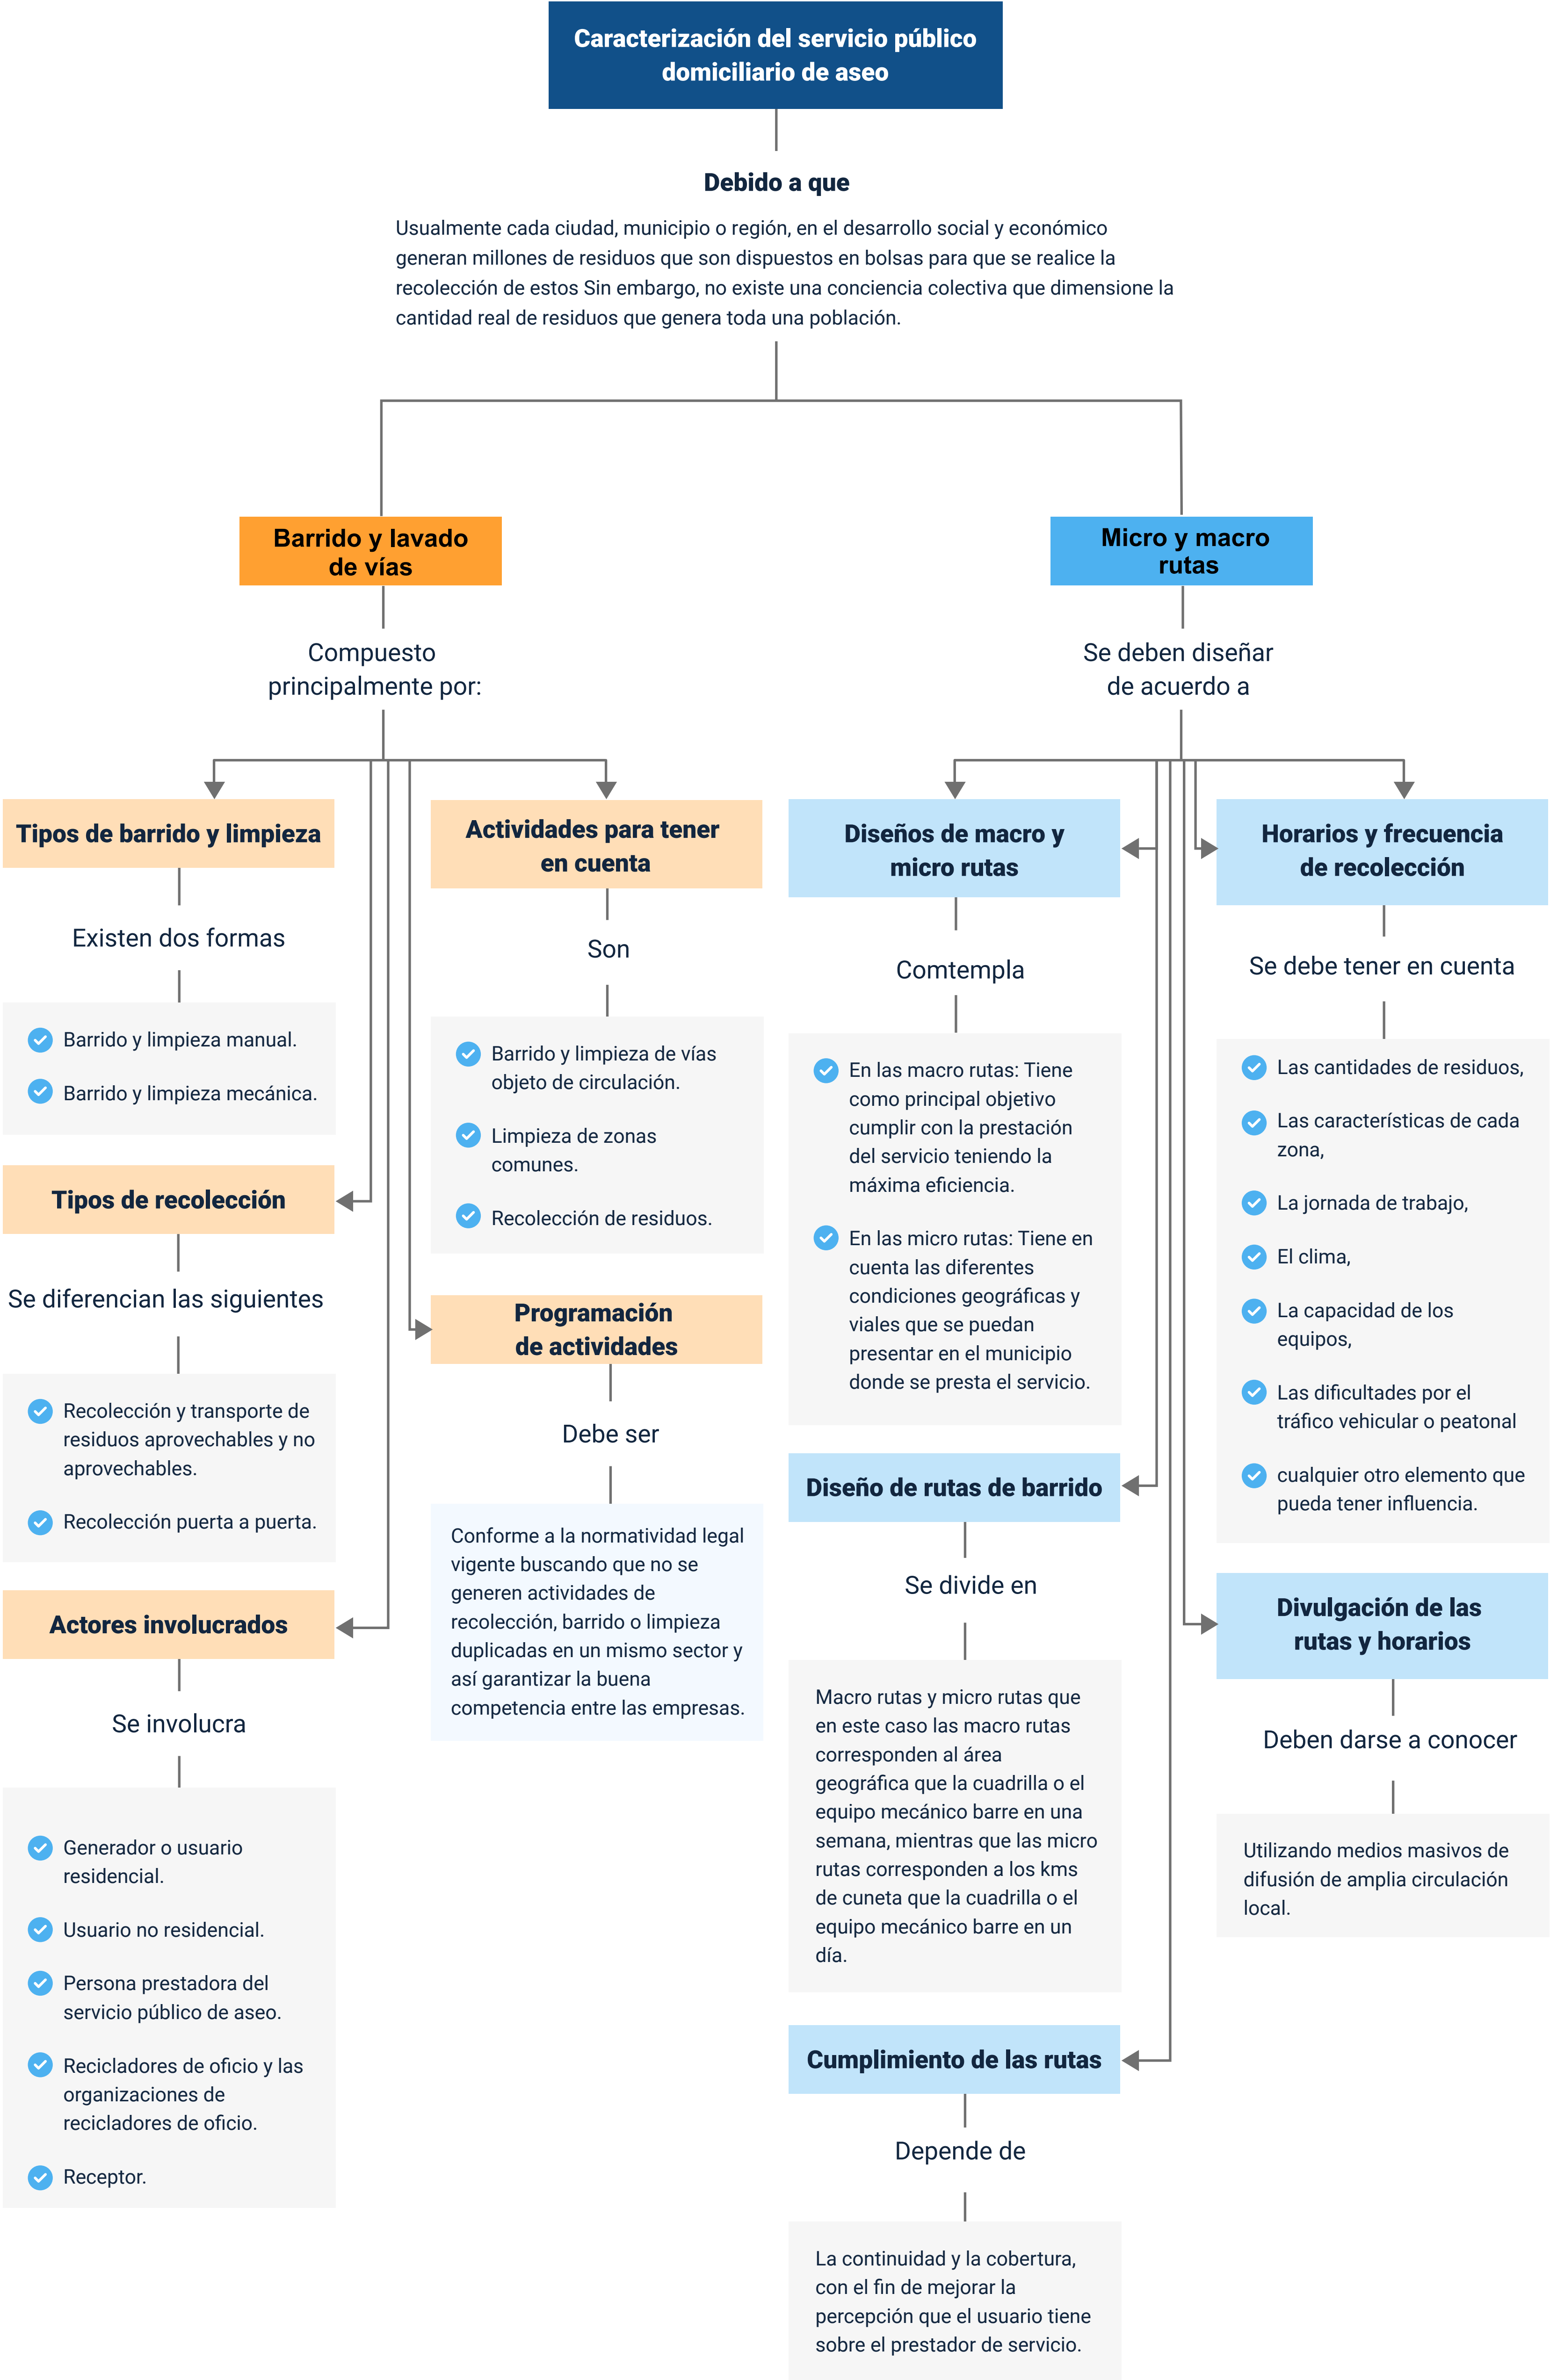 Caracterización del servicio público
domiciliario de aseo
Debido a que
Usualmente cada ciudad, municipio o región, en el desarrollo social y económico
generan millones de residuos que son dispuestos en bolsas para que se realice la
recolección de estos Sin embargo, no existe una conciencia colectiva que dimensione la
cantidad real de residuos que genera toda una población.
Barrido y lavado
de vías
Compuesto
principalmente por:
Tipos de barrido y limpieza
Existen dos formas
Barrido y limpieza manual.
Barrido y limpieza mecánica.
Tipos de recolección
Se diferencian las siguientes
Recolección y transporte de
residuos aprovechables y no
aprovechables.
Recolección puerta a puerta.
Actores involucrados
Se involucra
Generador o usuario
residencial.
Usuario no residencial.
Persona prestadora del
servicio público de aseo.
Recicladores de oficio y las
organizaciones de
recicladores de oficio.
Receptor.
Actividades para tener
en cuenta
Son
Barrido y limpieza de vías
objeto de circulación.
Limpieza de zonas
comunes.
Recolección de residuos.
Programación
de actividades
Debe ser
Conforme a la normatividad legal
vigente buscando que no se
generen actividades de
recolección, barrido o limpieza
duplicadas en un mismo sector y
así garantizar la buena
competencia entre las empresas.
Micro y macro
rutas
Se deben diseñar
de acuerdo a
Diseños de macro y
micro rutas
Comtempla
En las macro rutas: Tiene
como principal objetivo
cumplir con la prestación
del servicio teniendo la
máxima eficiencia.
En las micro rutas: Tiene en
cuenta las diferentes
condiciones geográficas y
viales que se puedan
presentar en el municipio
donde se presta el servicio.
Diseño de rutas de barrido
Se divide en
Macro rutas y micro rutas que
en este caso las macro rutas
corresponden al área
geográfica que la cuadrilla o el
equipo mecánico barre en una
semana, mientras que las micro
rutas corresponden a los kms
de cuneta que la cuadrilla o el
equipo mecánico barre en un
día.
Cumplimiento de las rutas
Depende de
La continuidad y la cobertura,
con el fin de mejorar la
percepción que el usuario tiene
sobre el prestador de servicio.
Horarios y frecuencia
de recolección
Se debe tener en cuenta
Las cantidades de residuos,
Las características de cada
zona,
La jornada de trabajo,
El clima,
La capacidad de los
equipos,
Las dificultades por el
tráfico vehicular o peatonal
cualquier otro elemento que
pueda tener influencia.
Divulgación de las
rutas y horarios
Deben darse a conocer
Utilizando medios masivos de
difusión de amplia circulación
local.